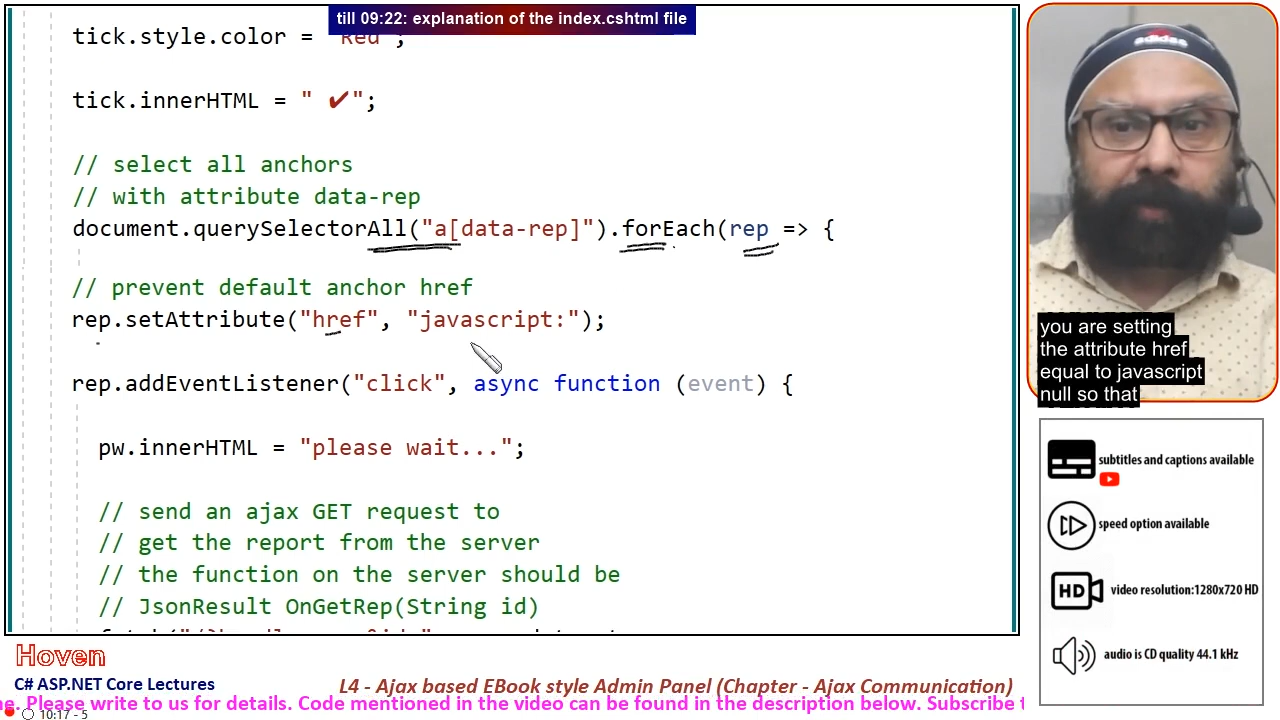 till 09:22: explanation of the index.cshtml file
tick.style.color = "Red";
tick.innerHTML = " ✔";
// select all anchors
// with attribute data-rep
document.querySelectorAll("a[data-rep]").forEach(rep => {
// prevent default anchor href
rep.setAttribute("href", "javascript:");
rep.addEventListener("click", async function (event) {
pw.innerHTML = "please wait...";
// send an ajax GET request to
// get the report from the server
// the function on the server should be
// JsonResult OnGetRep(String id)
adidas
you are setting
the attribute href
equal to javascript
null so that
subtitles and captions available
speed option available
HD
video resolution:1280x720 HD
audio is CD quality 44.1 kHz
Hoven
C# ASP.NET Core Lectures
L4 - Ajax based EBook style Admin Panel (Chapter - Ajax Communication)
Please write to us for details. Code mentioned in the video can be found in the description below. Subscribe
10:17 - 5